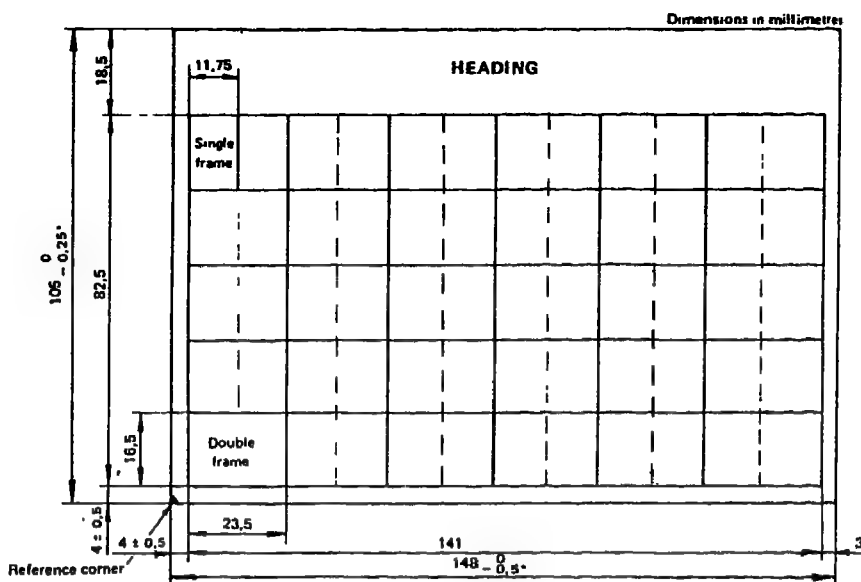 Dimensions in millimetres
18,5
11,75
HEADING
Single
frame
105 0 - 0,25*
82,5
16,5
Double
frame
4 ± 0,5
4 ± 0,5
23,5
141
3
Reference corner
148 0 - 0,5*